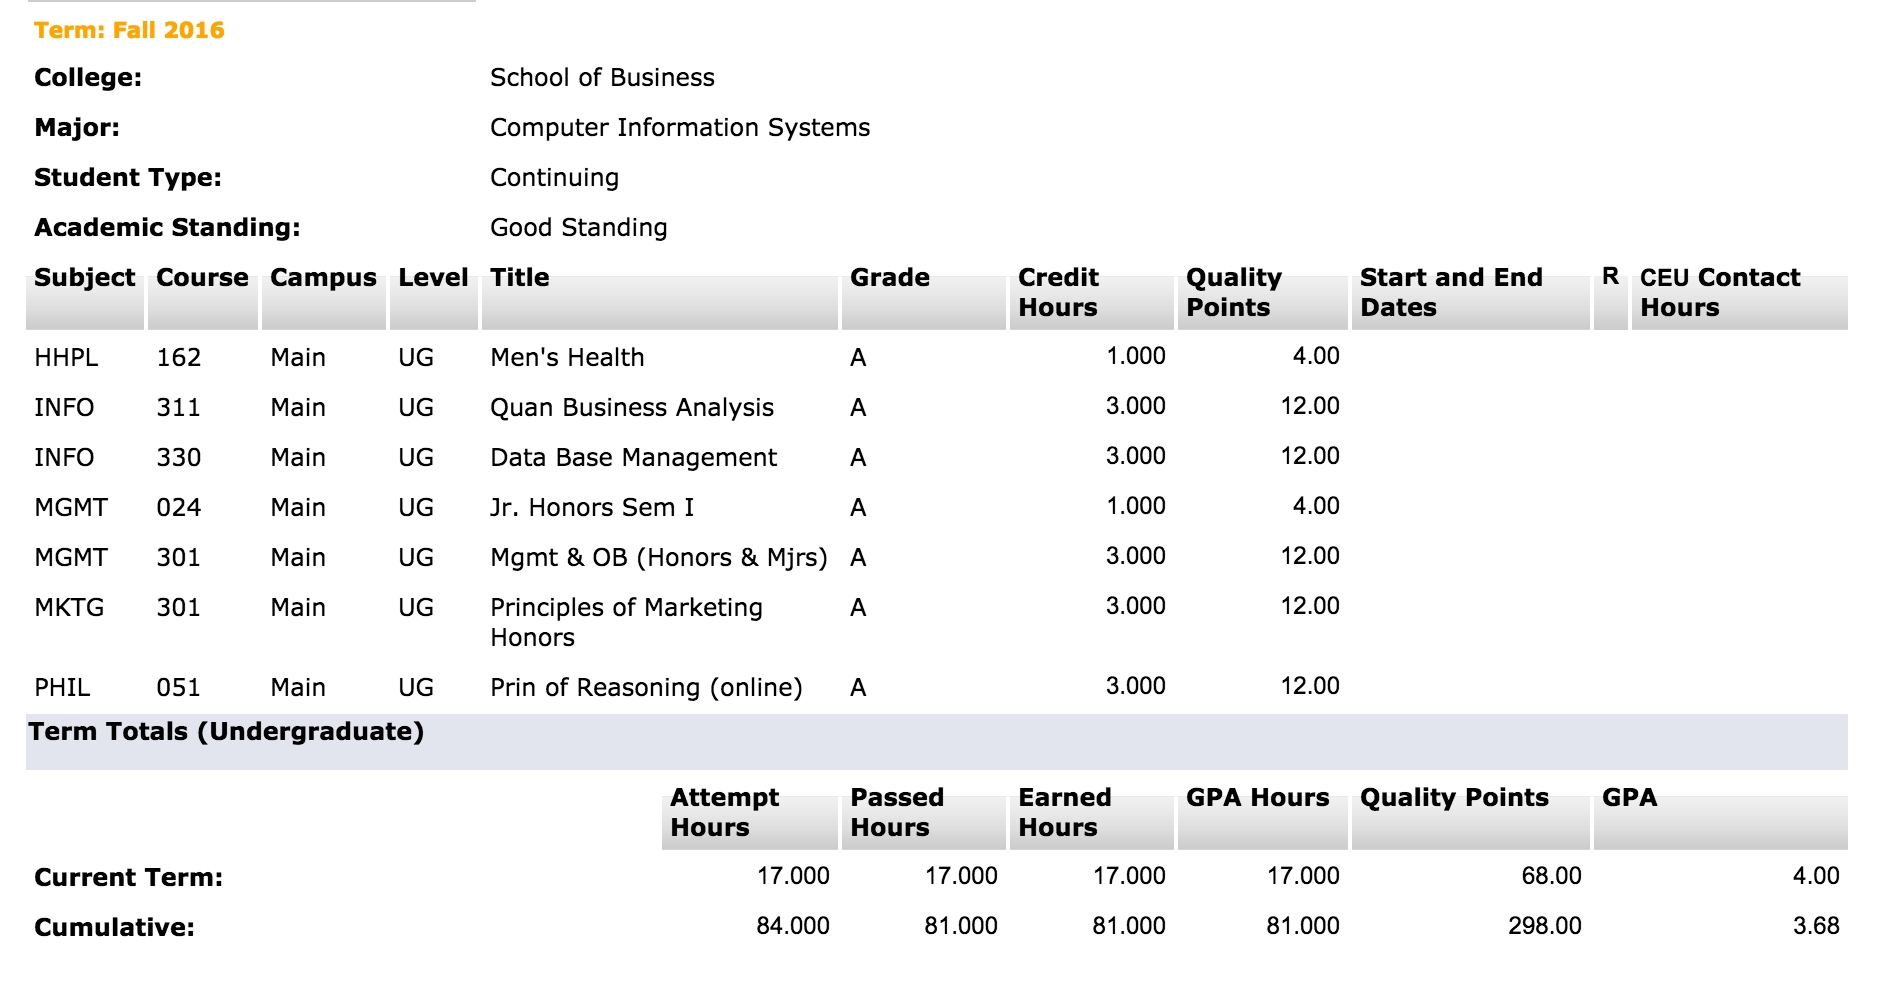 Term: Fall 2016
College: School of Business
Major: Computer Information Systems
Student Type: Continuing
Academic Standing: Good Standing
Subject Course Campus Level Title Grade Credit Hours Quality Points Start and End Dates R CEU Contact Hours
HHPL 162 Main UG Men's Health A 1.000 4.00
INFO 311 Main UG Quan Business Analysis A 3.000 12.00
INFO 330 Main UG Data Base Management A 3.000 12.00
MGMT 024 Main UG Jr. Honors Sem I A 1.000 4.00
MGMT 301 Main UG Mgmt & OB (Honors & Mjrs) A 3.000 12.00
MKTG 301 Main UG Principles of Marketing Honors A 3.000 12.00
PHIL 051 Main UG Prin of Reasoning (online) A 3.000 12.00
Term Totals (Undergraduate)
Attempt Hours Passed Hours Earned Hours GPA Hours Quality Points GPA
Current Term: 17.000 17.000 17.000 17.000 68.00 4.00
Cumulative: 84.000 81.000 81.000 81.000 298.00 3.68